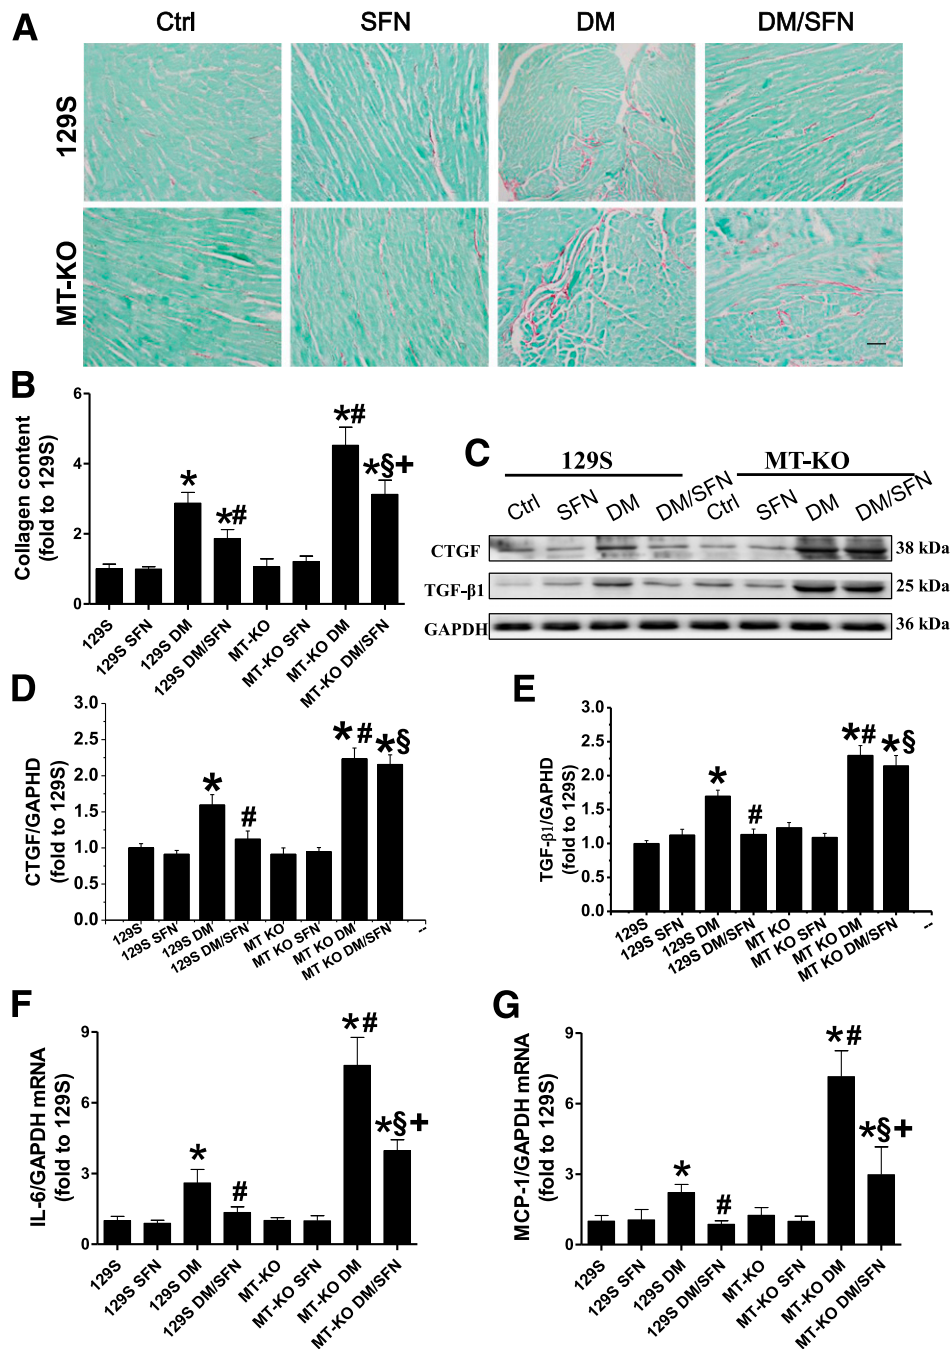 A
Ctrl
SFN
DM
DM/SFN
129S
MT-KO
B
Collagen content
(fold to 129S)
6
4
2
0
*
*#
*#
*§+
129S
129S SFN
129S DM
129S DM/SFN
MT-KO
MT-KO SFN
MT-KO DM
MT-KO DM/SFN
C
129S
MT-KO
Ctrl
SFN
DM
DM/SFN
Ctrl
SFN
DM
DM/SFN
CTGF
38 kDa
TGF-β1
25 kDa
GAPDH
36 kDa
D
CTGF/GAPHD
(fold to 129S)
3.0
2.5
2.0
1.5
1.0
0.5
0.0
*
#
*#
*§
129S
129S SFN
129S DM
129S DM/SFN
MT KO
MT KO SFN
MT KO DM
MT KO DM/SFN
--
E
TGF-β1/GAPHD
(fold to 129S)
3.0
2.5
2.0
1.5
1.0
0.5
0.0
*
#
*#
*§
129S
129S SFN
129S DM
129S DM/SFN
MT KO
MT KO SFN
MT KO DM
MT KO DM/SFN
--
F
IL-6/GAPDH mRNA
(fold to 129S)
9
6
3
0
*
#
*#
*§+
129S
129S SFN
129S DM
129S DM/SFN
MT-KO
MT-KO SFN
MT-KO DM
MT-KO DM/SFN
G
MCP-1/GAPDH mRNA
(fold to 129S)
9
6
3
0
*
#
*#
*§+
129S
129S SFN
129S DM
129S DM/SFN
MT-KO
MT-KO SFN
MT-KO DM
MT-KO DM/SFN